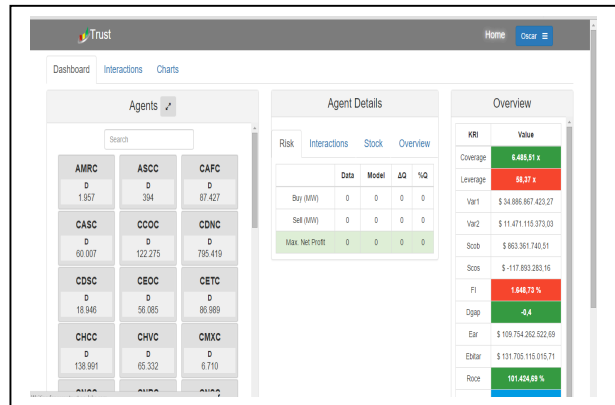 Trust
Home Oscar
Dashboard Interactions Charts
Agents
Search
AMRC ASCC CAFC
D D D
1.957 394 87.427
CASC CCOC CDNC
D D D
60.007 122.275 795.419
CDSC CEOC CETC
D D D
18.946 56.085 86.989
CHCC CHVC CMXC
D D D
138.991 65.332 6.710
Agent Details
Risk Interactions Stock Overview
Data Model ΔQ %Q
Buy (MW) 0 0 0 0
Sell (MW) 0 0 0 0
Max. Net Profit 0 0 0 0
Overview
KRI Value
Coverage 6.485,51 x
Leverage 58,37 x
Var1 $ 34.886.867.423,27
Var2 $ 11.471.115.373,03
Scob $ 863.361.740,51
Scos $ -117.893.283,16
FI 1.648,73 %
Dgap -0,4
Ear $ 109.754.262.522,69
Ebitar $ 131.705.115.015,71
Roce 101.424,69 %